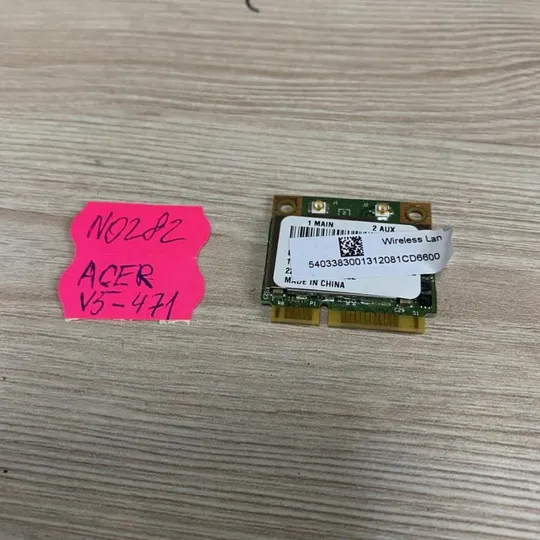 N0282
ACER
V5-471
1 MAIN 2 AUX
Wireless Lan
5403383001312081CD6600
MADE IN CHINA